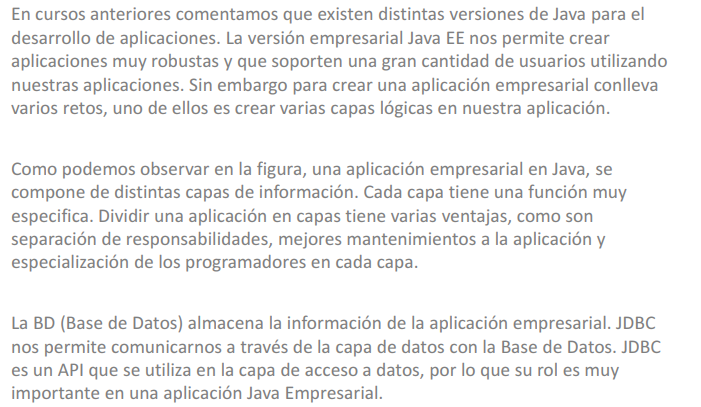 En cursos anteriores comentamos que existen distintas versiones de Java para el
desarrollo de aplicaciones. La versión empresarial Java EE nos permite crear
aplicaciones muy robustas y que soporten una gran cantidad de usuarios utilizando
nuestras aplicaciones. Sin embargo para crear una aplicación empresarial conlleva
varios retos, uno de ellos es crear varias capas lógicas en nuestra aplicación.
Como podemos observar en la figura, una aplicación empresarial en Java, se
compone de distintas capas de información. Cada capa tiene una función muy
especifica. Dividir una aplicación en capas tiene varias ventajas, como son
separación de responsabilidades, mejores mantenimientos a la aplicación y
especialización de los programadores en cada capa.
La BD (Base de Datos) almacena la información de la aplicación empresarial. JDBC
nos permite comunicarnos a través de la capa de datos con la Base de Datos. JDBC
es un API que se utiliza en la capa de acceso a datos, por lo que su rol es muy
importante en una aplicación Java Empresarial.